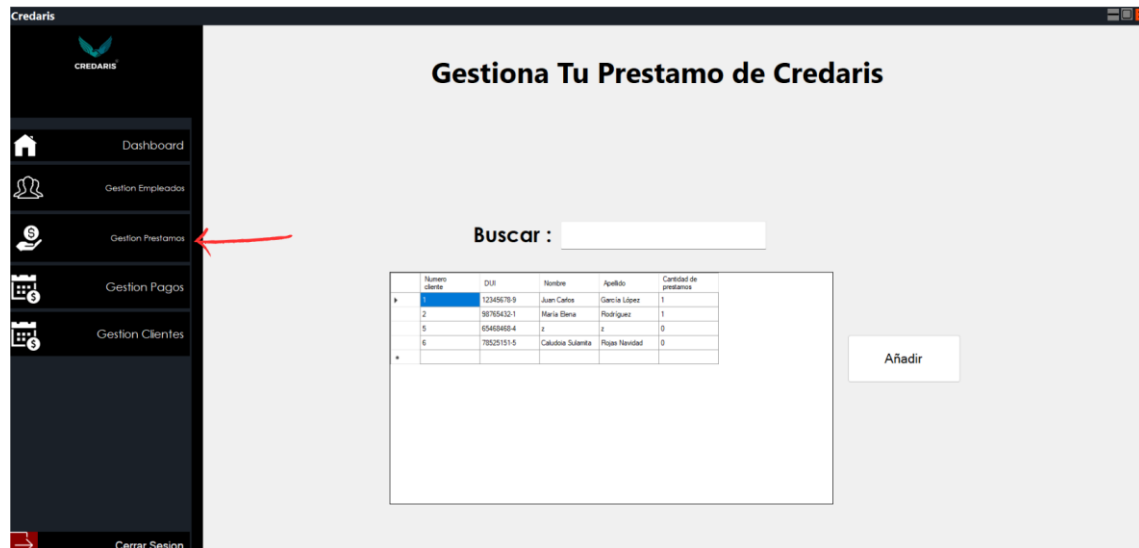 Credaris
CREDARIS
Gestiona Tu Prestamo de Credaris
Dashboard
Gestion Empleados
Gestion Prestamos
Gestion Pagos
Gestion Clientes
Cerrar Sesion
Buscar :
Numero cliente DUI Nombre Apellido Cantidad de prestamos
1 12345678-9 Juan Carlos García López 1
2 98765432-1 María Elena Rodríguez 1
5 65468468-4 z z 0
6 78525151-5 Caludoia Sulamita Rojas Navidad 0
Añadir